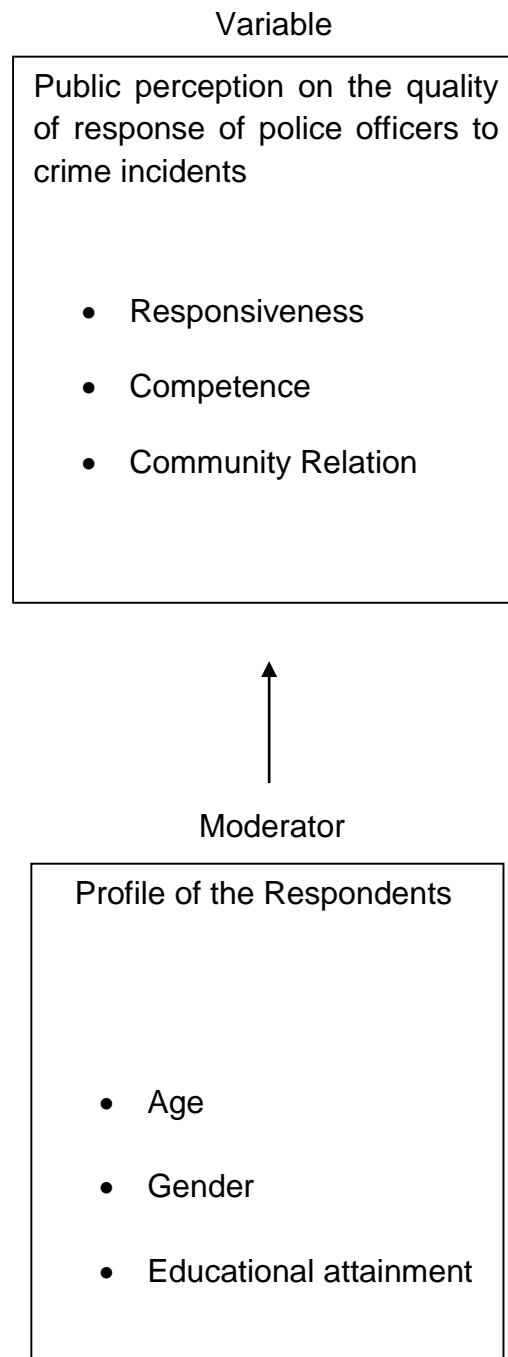 Variable
Public perception on the quality
of response of police officers to
crime incidents
• Responsiveness
• Competence
• Community Relation
Moderator
Profile of the Respondents
• Age
• Gender
• Educational attainment